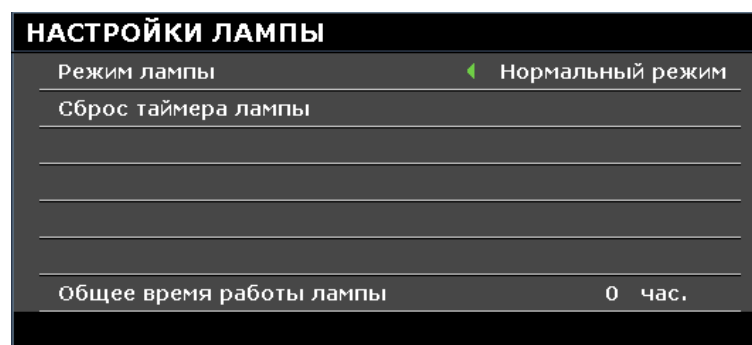 НАСТРОЙКИ ЛАМПЫ
Режим лампы Нормальный режим
Сброс таймера лампы
Общее время работы лампы 0 час.